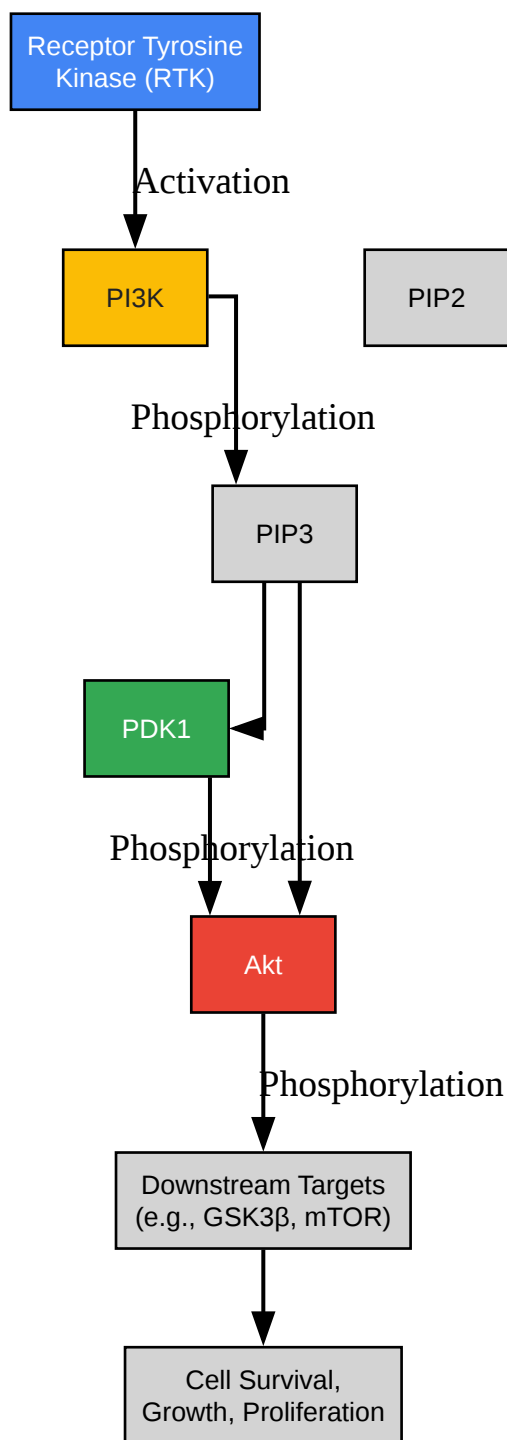 Receptor Tyrosine
Kinase (RTK)
Activation
PI3K
PIP2
Phosphorylation
PIP3
PDK1
Phosphorylation
Akt
Phosphorylation
Downstream Targets
(e.g., GSK3β, mTOR)
Cell Survival,
Growth, Proliferation